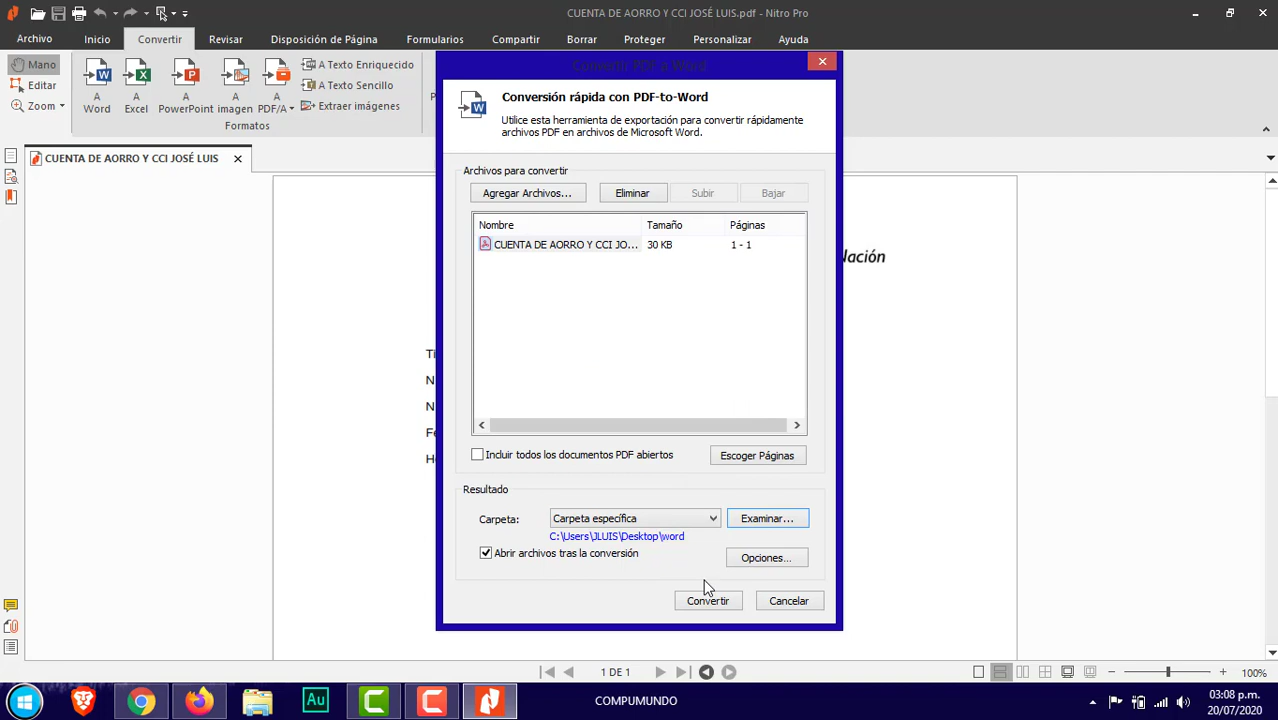 CUENTA DE AORRO Y CCI JOSÉ LUIS.pdf - Nitro Pro
Archivo Inicio Convertir Revisar Disposición de Página Formularios Compartir Borrar Proteger Personalizar Ayuda
Mano
Editar
Zoom
A Word
A Excel
A PowerPoint
A imagen
A PDF/A
A Texto Enriquecido
A Texto Sencillo
Extraer imágenes
Formatos
CUENTA DE AORRO Y CCI JOSÉ LUIS
Convertir PDF a Word
Conversión rápida con PDF-to-Word
Utilice esta herramienta de exportación para convertir rápidamente
archivos PDF en archivos de Microsoft Word.
Archivos para convertir
Agregar Archivos... Eliminar Subir Bajar
Nombre Tamaño Páginas
CUENTA DE AORRO Y CCI JO... 30 KB 1 - 1
Incluir todos los documentos PDF abiertos Escoger Páginas
Resultado
Carpeta: Carpeta específica Examinar...
C:\Users\JLUIS\Desktop\word
Abrir archivos tras la conversión Opciones...
Convertir Cancelar
1 DE 1
100%
Au
COMPUMUNDO
03:08 p.m.
20/07/2020